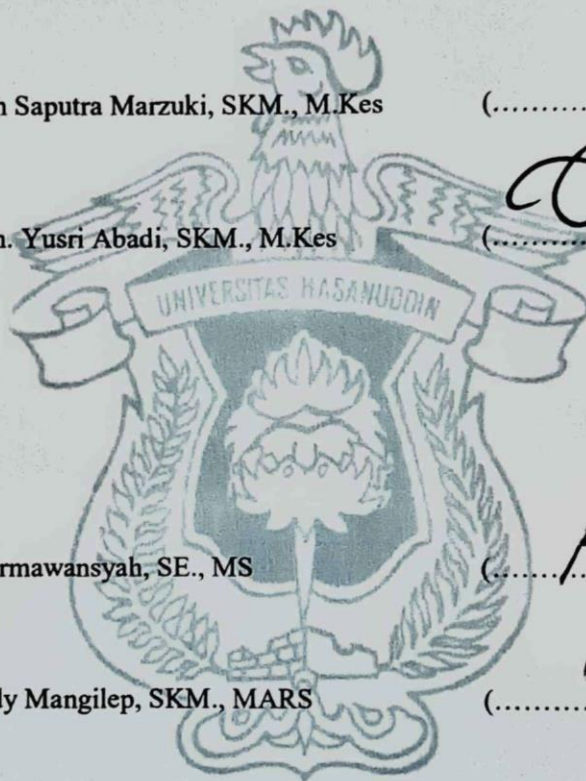 n Saputra Marzuki, SKM., M.Kes (..........
n. Yusri Abadi, SKM., M.Kes (..........
UNIVERSITAS HASANUDDIN
rmawansyah, SE., MS (..........
ly Mangilep, SKM., MARS (..........